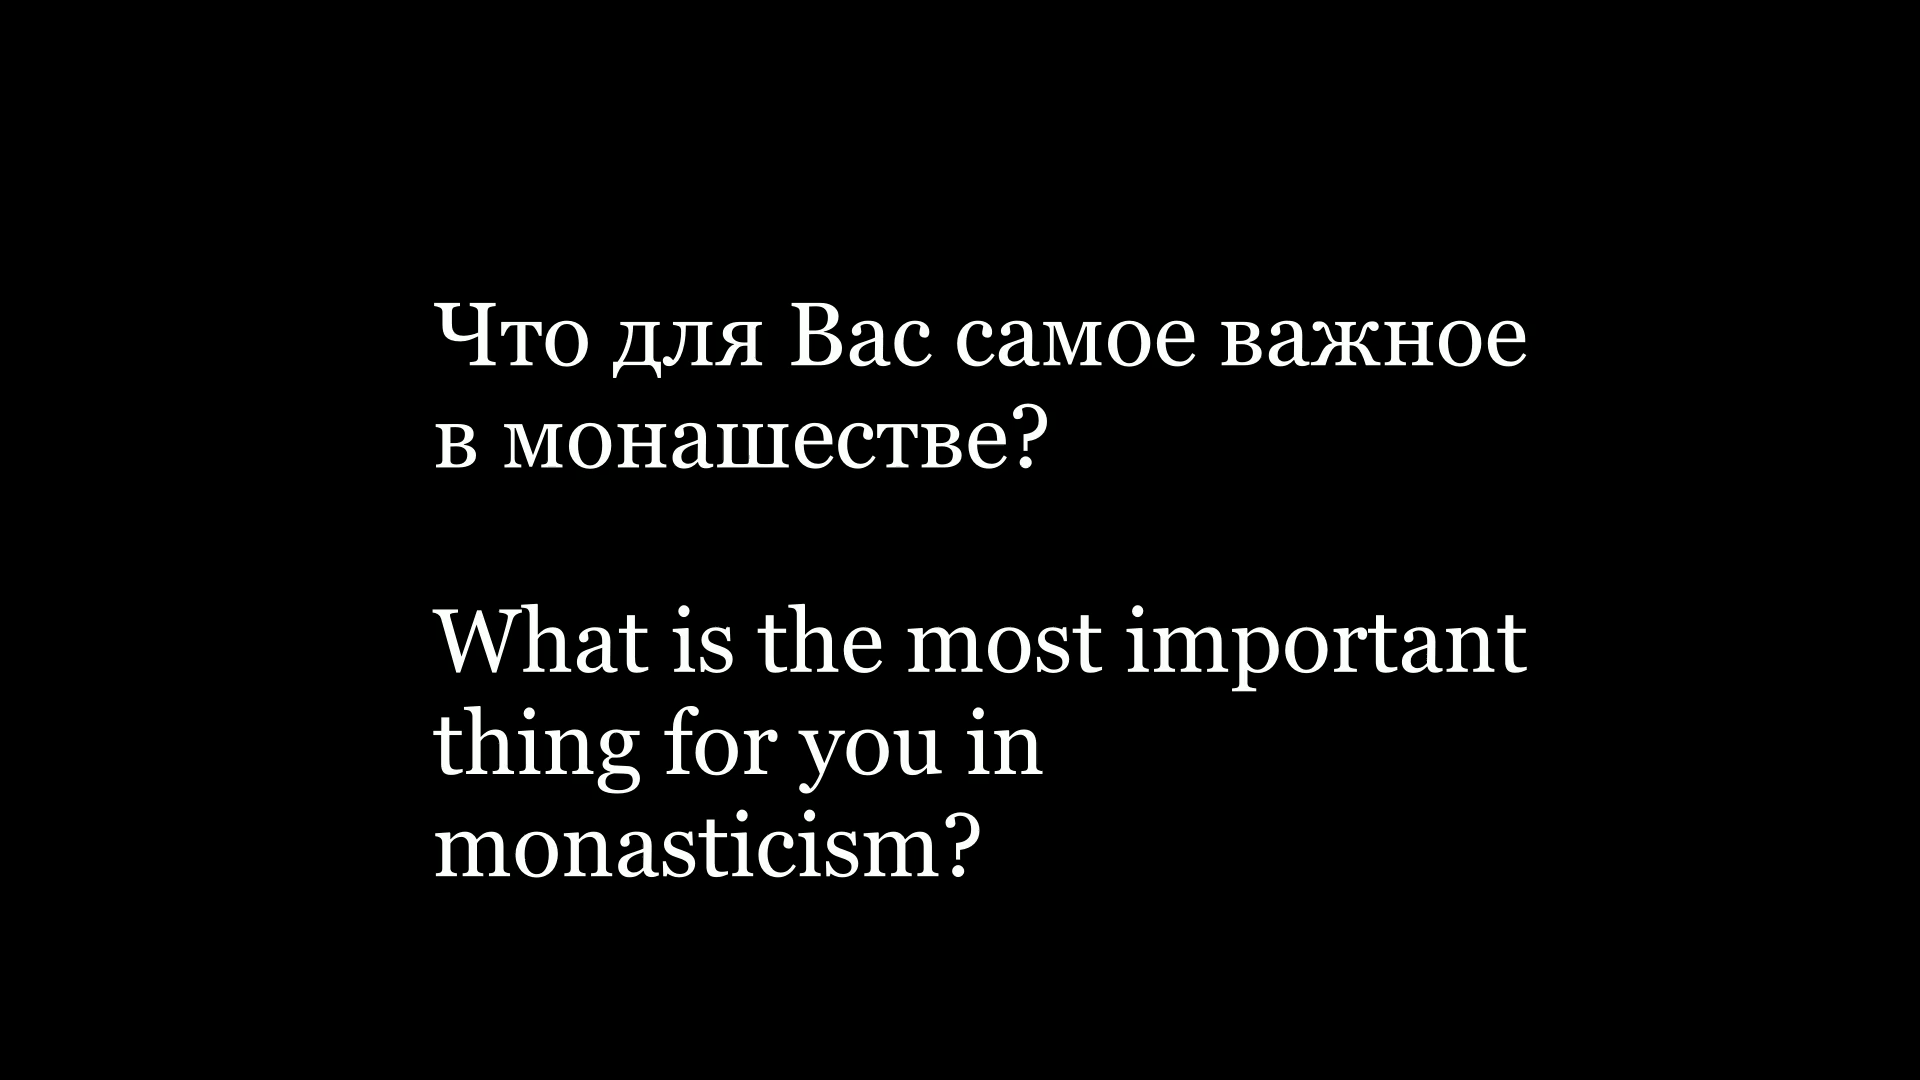 Что для Вас самое важное
в монашестве?
What is the most important
thing for you in
monasticism?